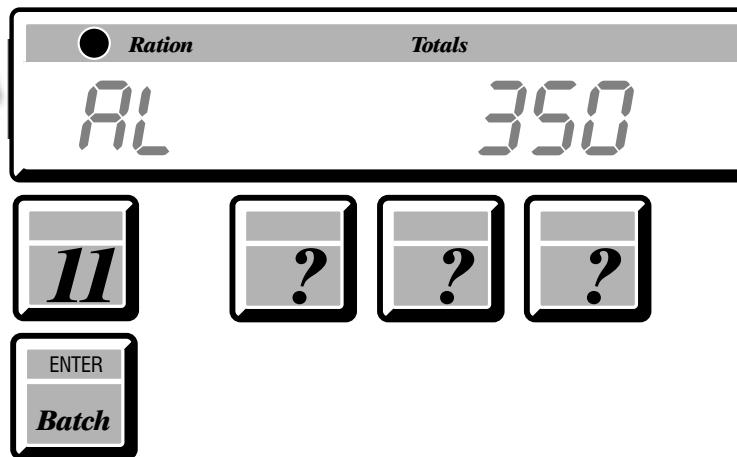 Ration Totals
AL 350
11 ? ? ?
ENTER
Batch